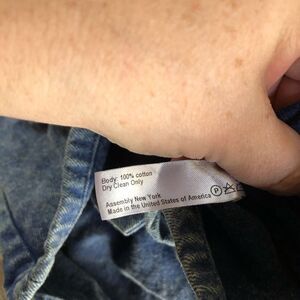 Body: 100% cotton
Dry Clean Only
Assembly New York
Made in the United States of America Ⓟ